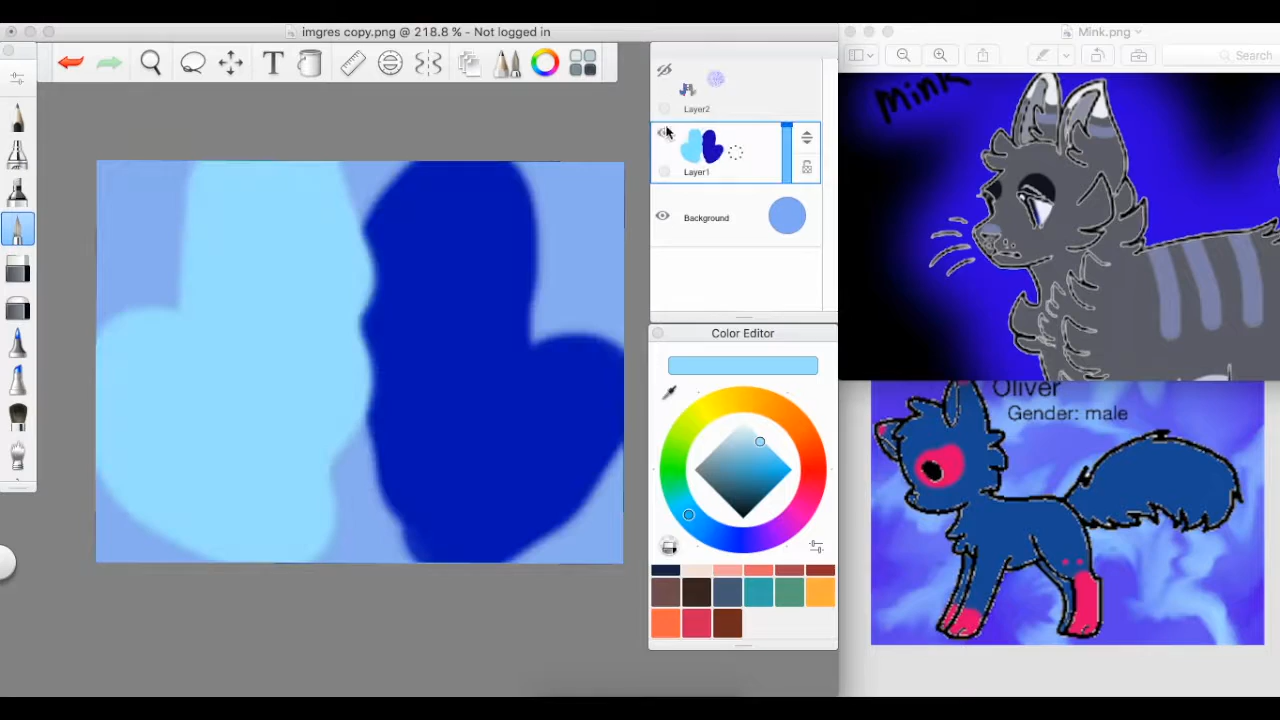 imgres copy.png @ 218.8 % - Not logged in
Mink.png
Search
T
Layer2
Layer1
Background
Color Editor
Mink
Oliver
Gender: male